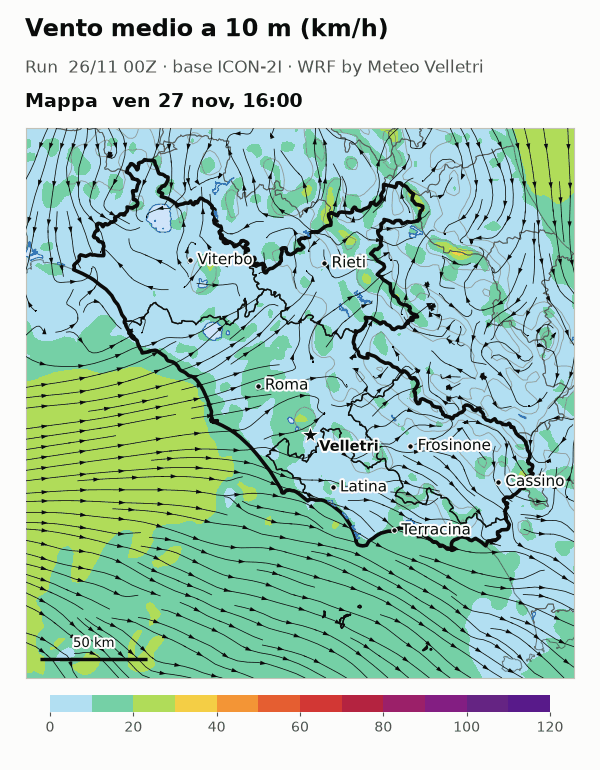 Vento medio a 10 m (km/h)
Run  26/11 00Z · base ICON-2I · WRF by Meteo Velletri
Mappa  ven 27 nov, 16:00
Viterbo
Rieti
Roma
Velletri
Frosinone
Cassino
Latina
Terracina
50 km
0 20 40 60 80 100 120